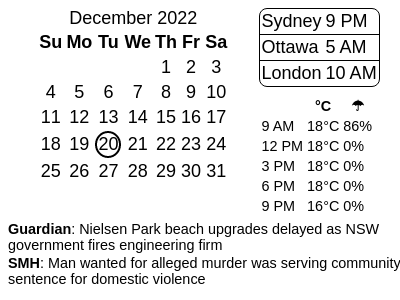 December 2022
Su Mo Tu We Th Fr Sa
1 2 3
4 5 6 7 8 9 10
11 12 13 14 15 16 17
18 19 20 21 22 23 24
25 26 27 28 29 30 31
Sydney 9 PM
Ottawa 5 AM
London 10 AM
°C ☂
9 AM 18°C 86%
12 PM 18°C 0%
3 PM 18°C 0%
6 PM 18°C 0%
9 PM 16°C 0%
Guardian: Nielsen Park beach upgrades delayed as NSW
government fires engineering firm
SMH: Man wanted for alleged murder was serving community
sentence for domestic violence